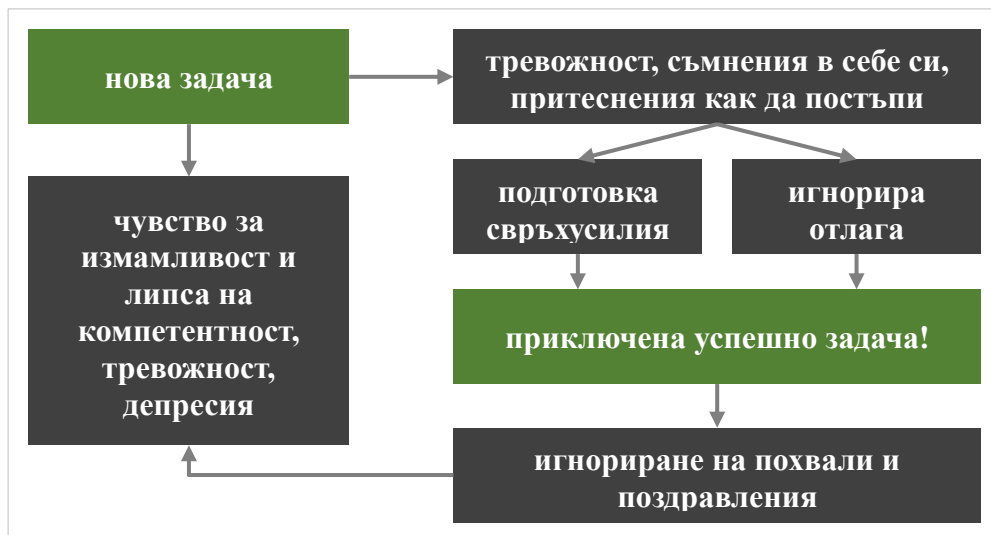 нова задача
тревожност, съмнения в себе си,
притеснения как да постъпи
подготовка
свръхусилия
игнорира
отлага
чувство за
измамливост и
липса на
компетентност,
тревожност,
депресия
приключена успешно задача!
игнориране на похвали и
поздравления